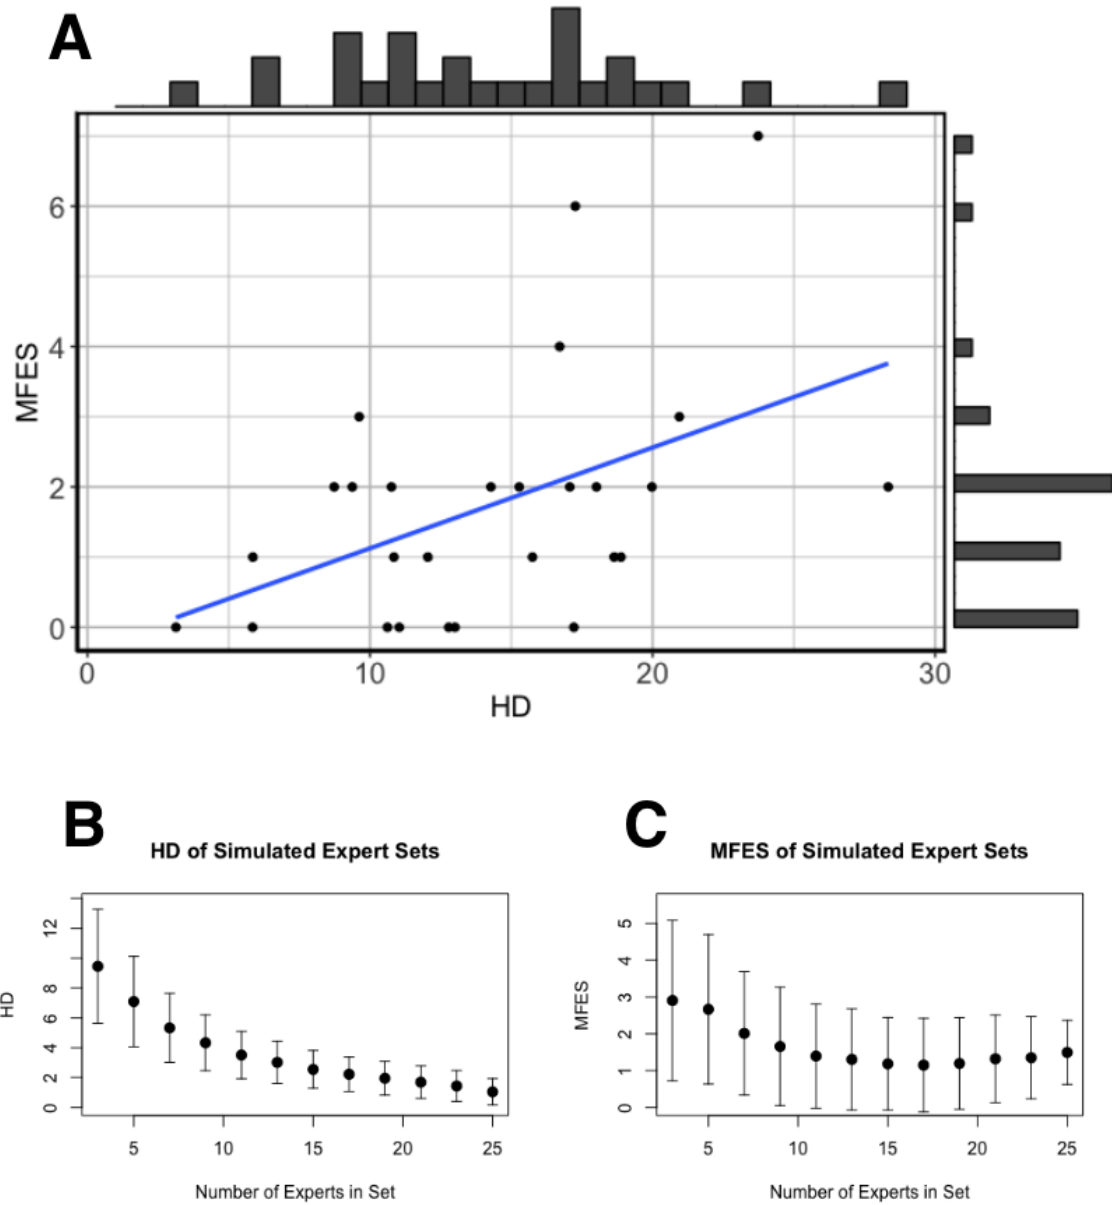 A
MFES
6
4
2
0
0 10 20 30
HD
B
HD of Simulated Expert Sets
HD
12
8
6
4
2
0
5 10 15 20 25
Number of Experts in Set
C
MFES of Simulated Expert Sets
MFES
5
4
3
2
1
0
5 10 15 20 25
Number of Experts in Set